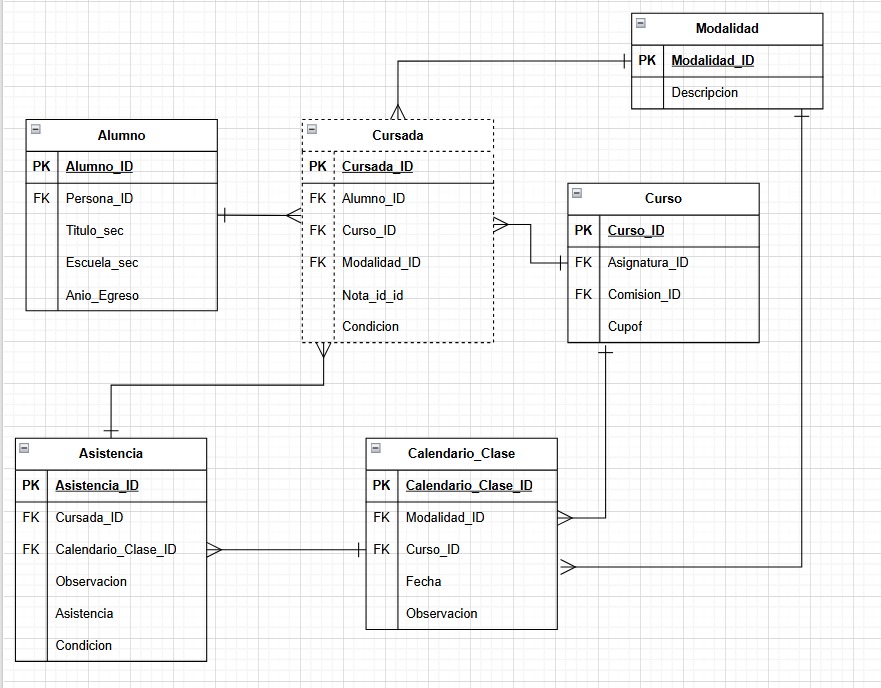 Modalidad
PK Modalidad_ID
Descripcion
Alumno
PK Alumno_ID
FK Persona_ID
Titulo_sec
Escuela_sec
Anio_Egreso
Cursada
PK Cursada_ID
FK Alumno_ID
FK Curso_ID
FK Modalidad_ID
Nota_id_id
Condicion
Curso
PK Curso_ID
FK Asignatura_ID
FK Comision_ID
Cupof
Asistencia
PK Asistencia_ID
FK Cursada_ID
FK Calendario_Clase_ID
Observacion
Asistencia
Condicion
Calendario_Clase
PK Calendario_Clase_ID
FK Modalidad_ID
FK Curso_ID
Fecha
Observacion